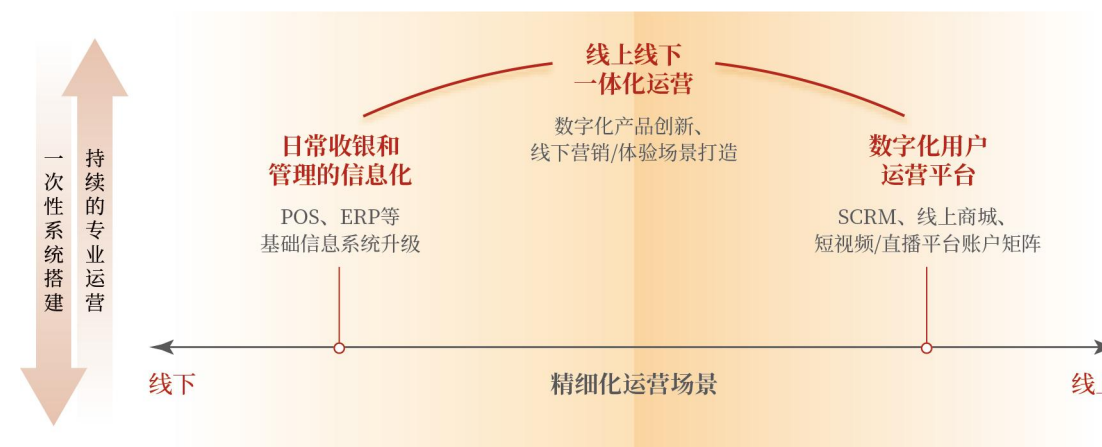 一次性系统搭建
持续的专业运营
线上线下
一体化运营
数字化产品创新、
线下营销/体验场景打造
日常收银和
管理的信息化
POS、ERP等
基础信息系统升级
数字化用户
运营平台
SCRM、线上商城、
短视频/直播平台账户矩阵
线下
精细化运营场景
线